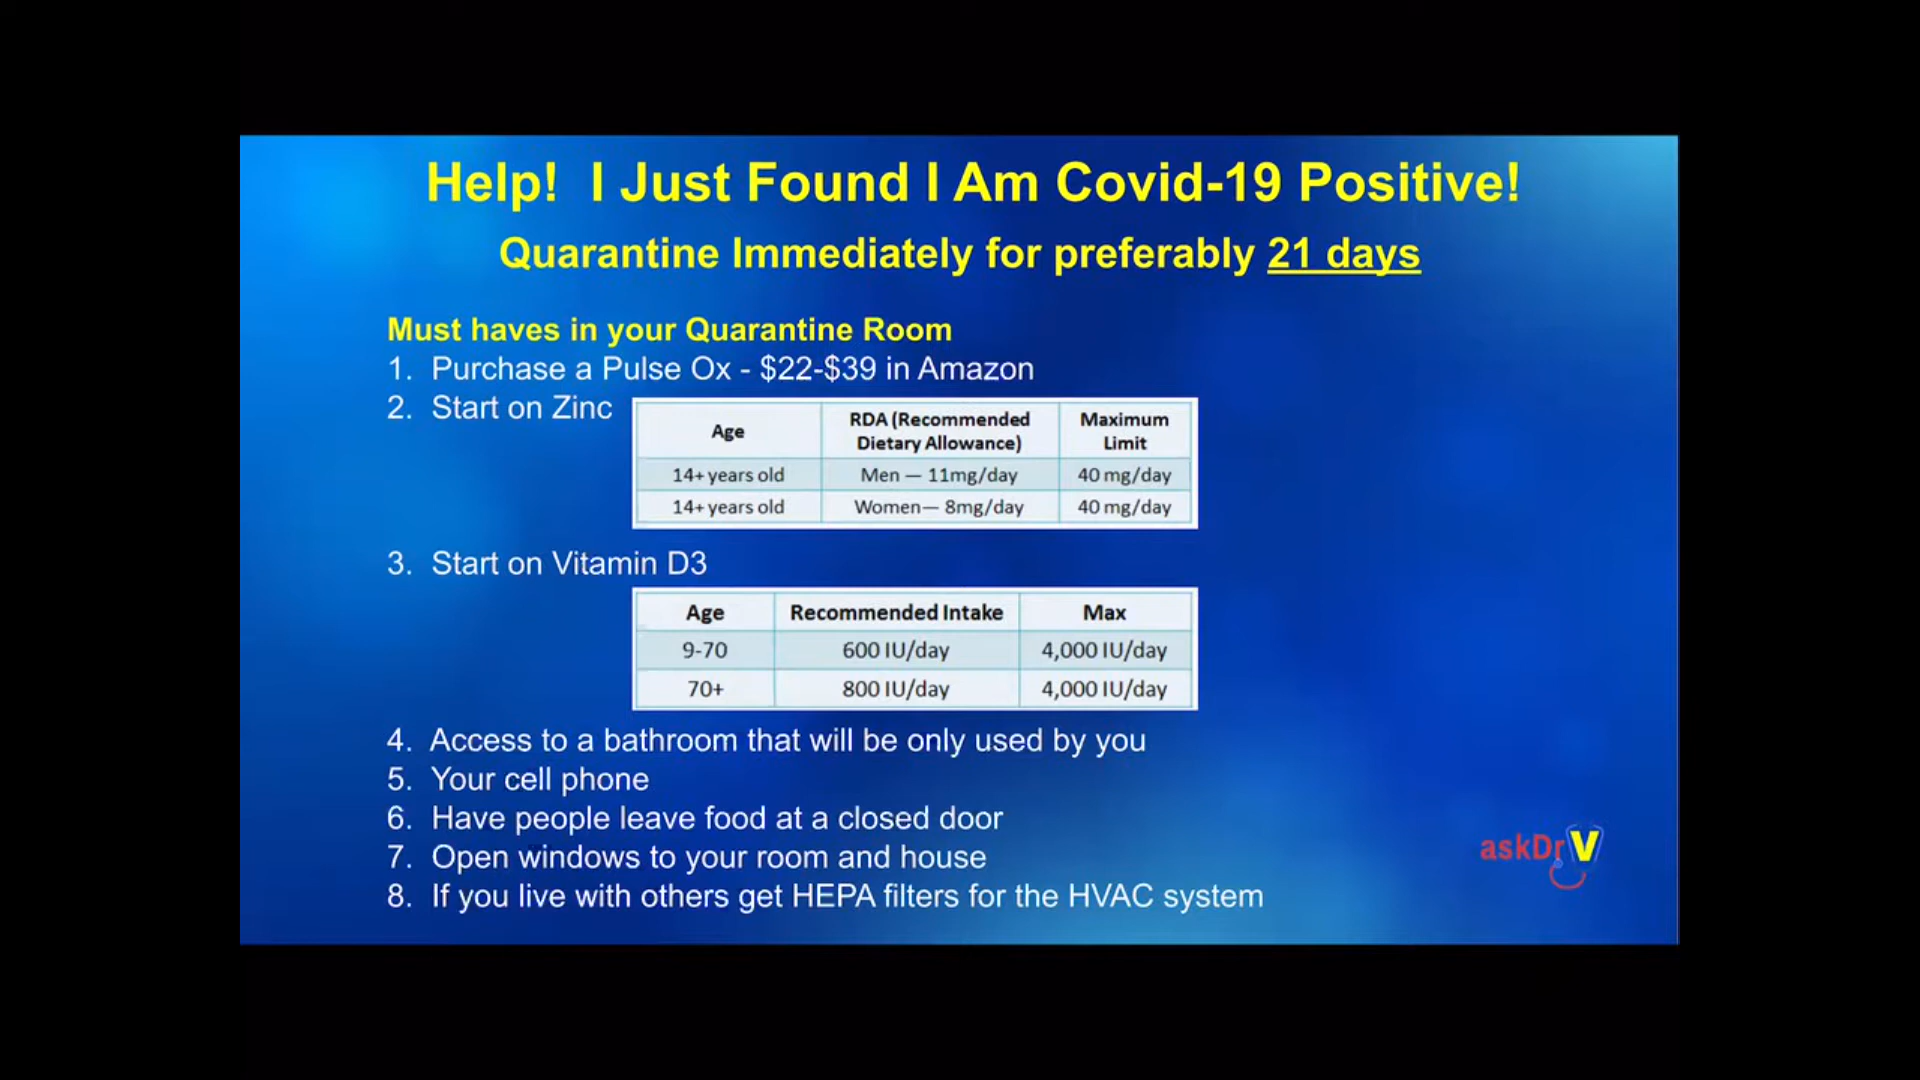 Help!  I Just Found I Am Covid-19 Positive!
Quarantine Immediately for preferably 21 days
Must haves in your Quarantine Room
1. Purchase a Pulse Ox - $22-$39 in Amazon
2. Start on Zinc
Age RDA (Recommended Dietary Allowance) Maximum Limit
14+ years old Men — 11mg/day 40 mg/day
14+ years old Women— 8mg/day 40 mg/day
3. Start on Vitamin D3
Age Recommended Intake Max
9-70 600 IU/day 4,000 IU/day
70+ 800 IU/day 4,000 IU/day
4. Access to a bathroom that will be only used by you
5. Your cell phone
6. Have people leave food at a closed door
7. Open windows to your room and house
8. If you live with others get HEPA filters for the HVAC system
askDrV